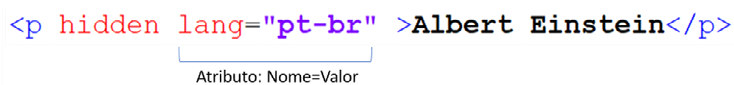 <p hidden lang="pt-br" >Albert Einstein</p>
Atributo: Nome=Valor